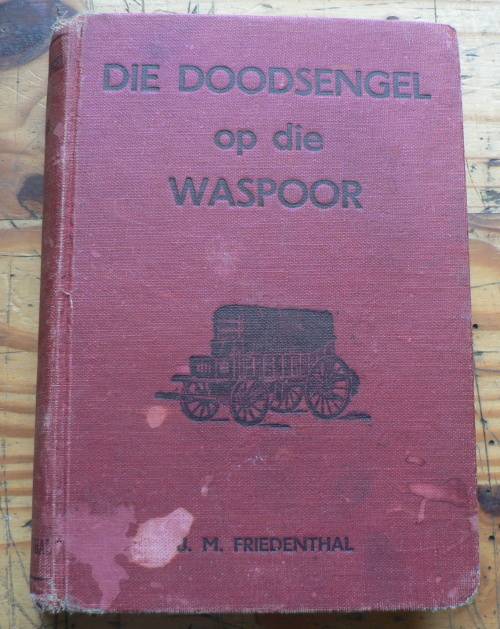 DIE DOODSENGEL
op die
WASPOOR
J. M. FRIEDENTHAL